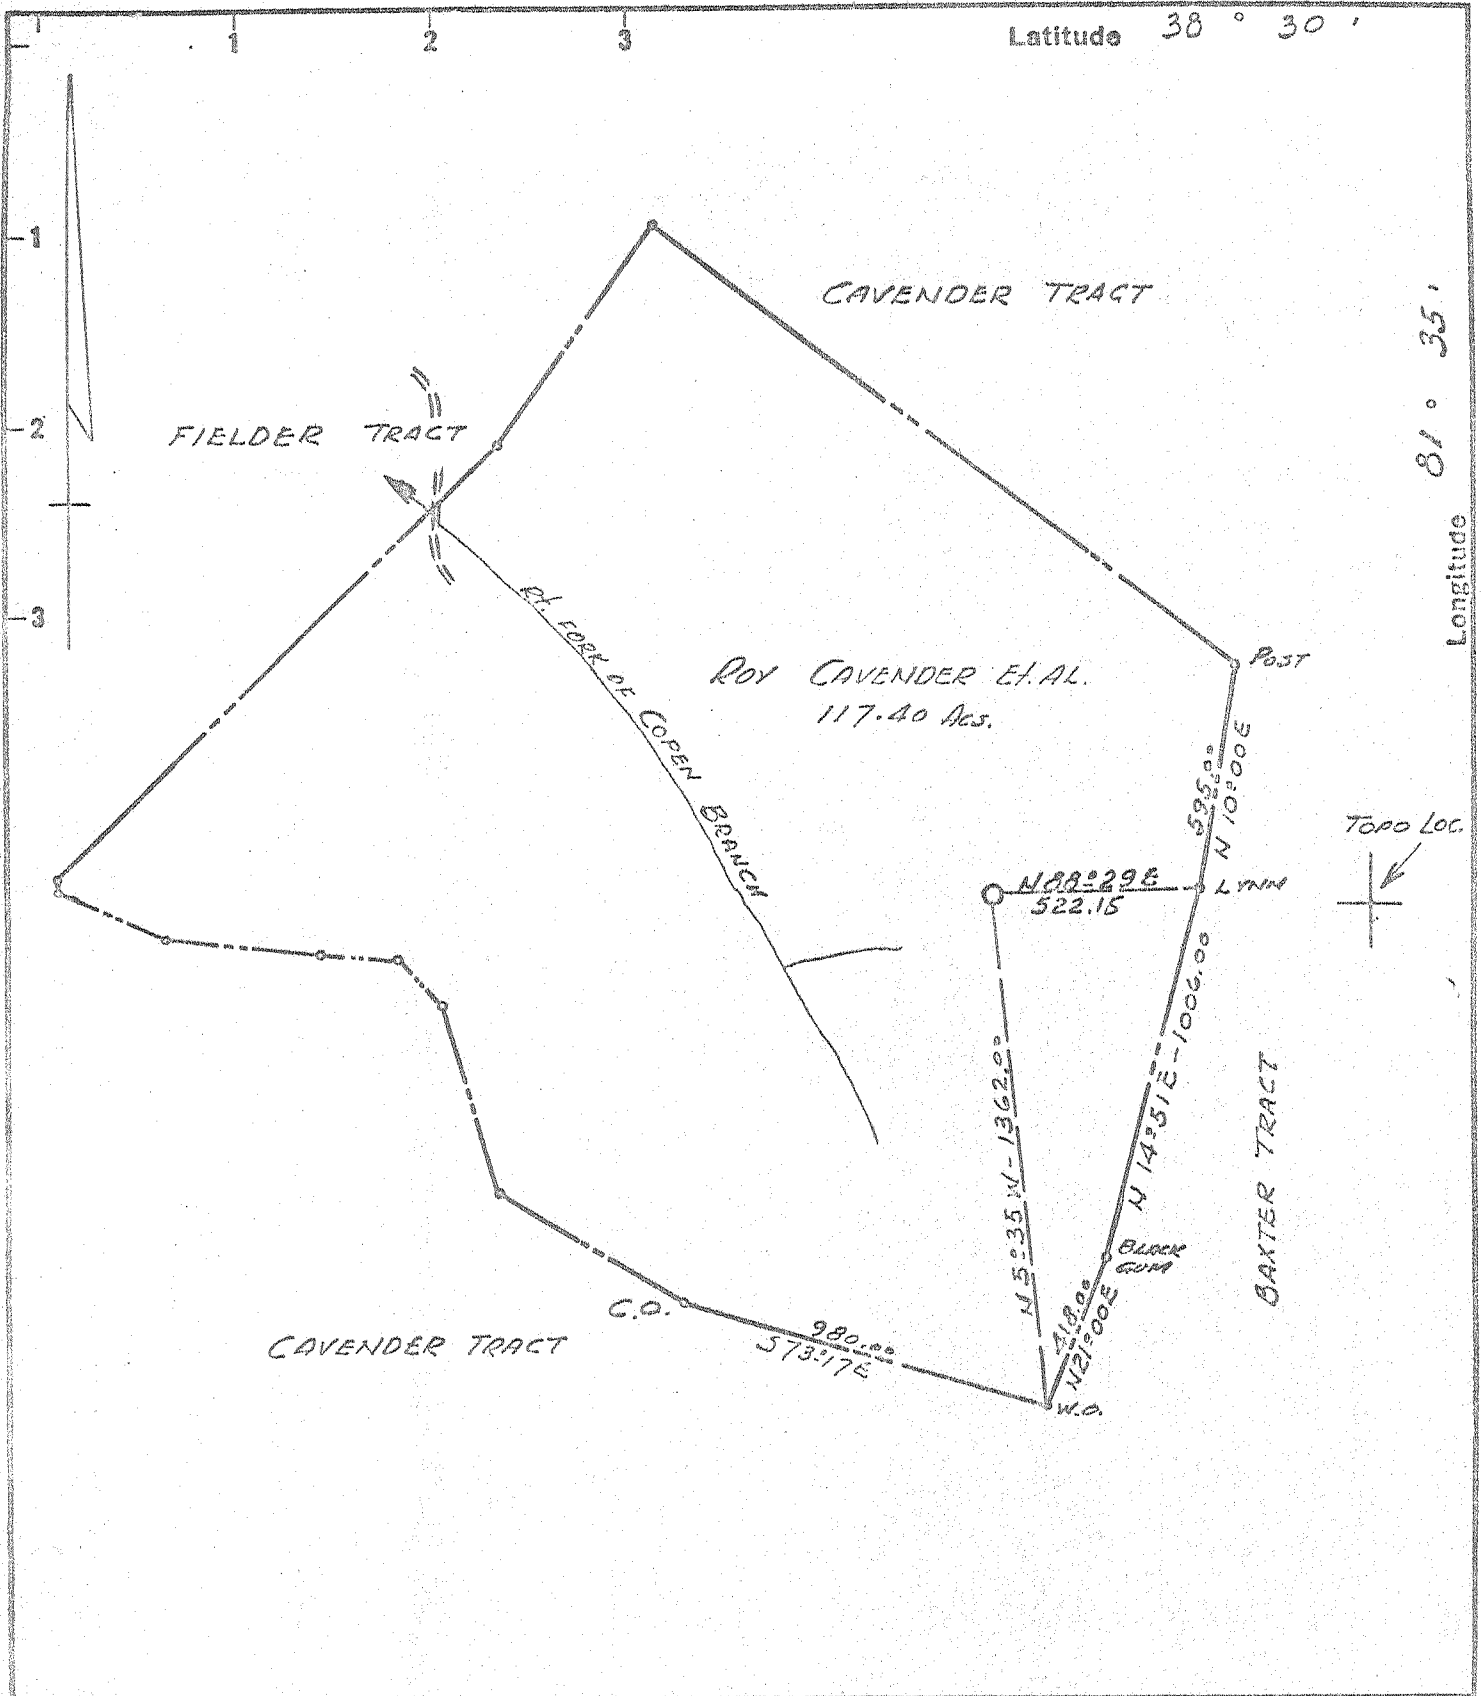 1 2 3 Latitude 38 ° 30 '
1
2
3
Longitude 81 ° 35 '
CAVENDER TRACT
FIELDER TRACT
Rt. FORK OF COPEN BRANCH
ROY CAVENDER Et. AL.
117.40 Acs.
POST
595.00
N 10°00E
TOPO LOC.
N 88°29E
522.15
LYNN
N 14°51E-1006.00
N 5°35W-1362.00
BAXTER TRACT
BLACK
GUM
418.00
N21°00E
C.O.
980.00
S73°17E
CAVENDER TRACT
W.O.